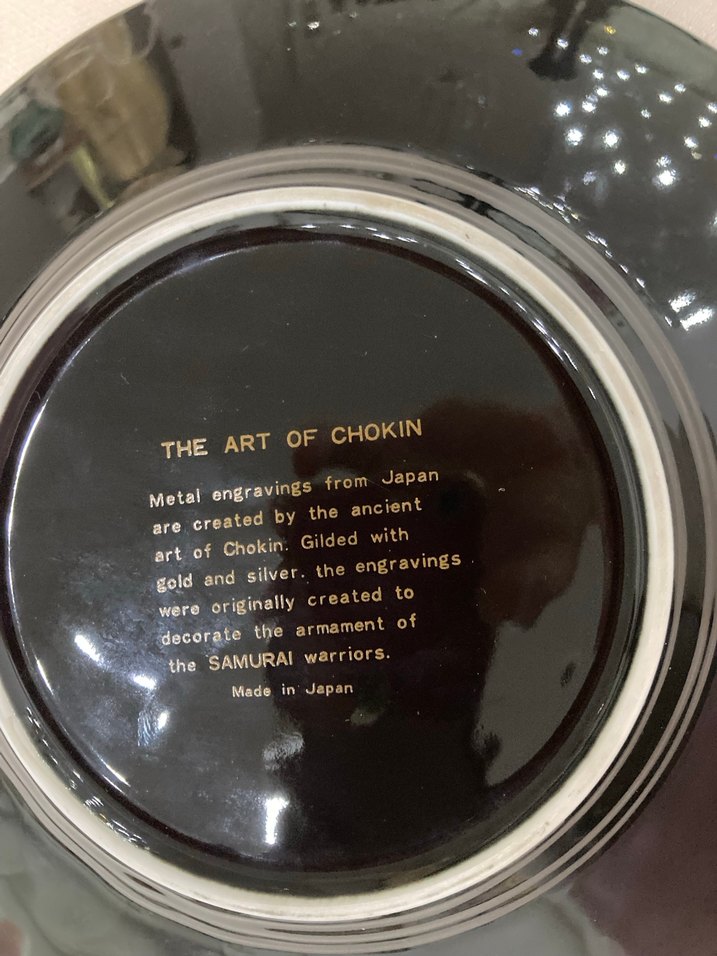 THE ART OF CHOKIN
Metal engravings from Japan
are created by the ancient
art of Chokin. Gilded with
gold and silver. the engravings
were originally created to
decorate the armament of
the SAMURAI warriors.
Made in Japan